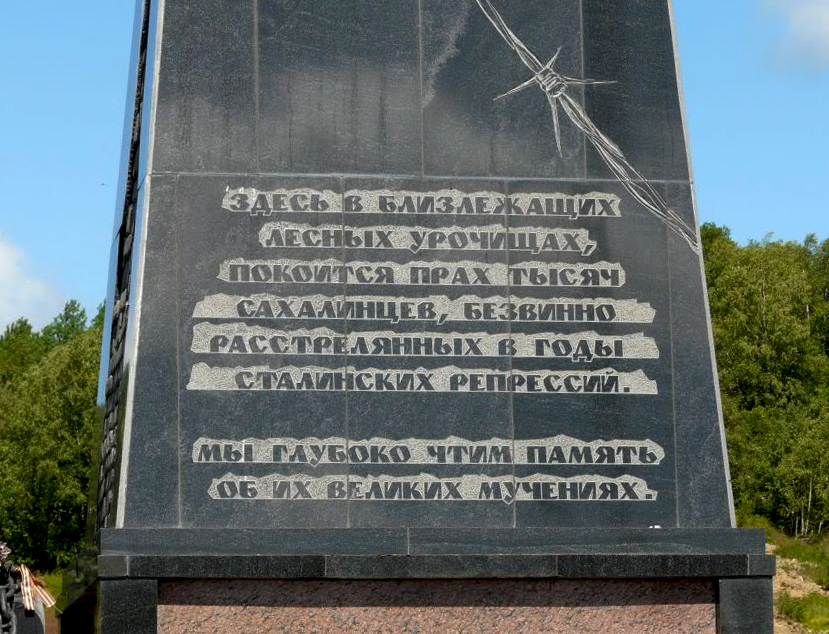 ЗДЕСЬ В БЛИЗЛЕЖАЩИХ
ЛЕСНЫХ УРОЧИЩАХ,
ПОКОИТСЯ ПРАХ ТЫСЯЧ
САХАЛИНЦЕВ, БЕЗВИННО
РАССТРЕЛЯННЫХ В ГОДЫ
СТАЛИНСКИХ РЕПРЕССИЙ.
МЫ ГЛУБОКО ЧТИМ ПАМЯТЬ
ОБ ИХ ВЕЛИКИХ МУЧЕНИЯХ.